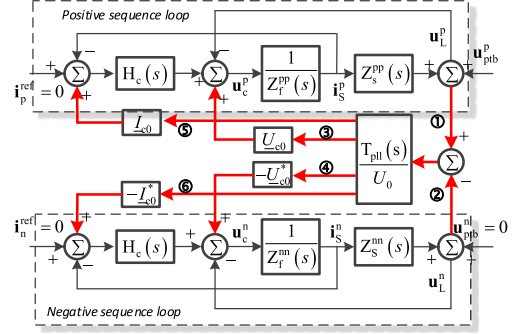 Positive sequence loop
u_L^p
i_p^ref = 0
+ − Σ +
H_c(s)
+ − Σ +
u_c^p
1 / Z_f^pp(s)
i_S^p
Z_s^pp(s)
+ Σ +
u_ptb^p
I_c0
⑤
①
U_c0
③
T_pll(s) / U_0
+ Σ −
−U_c0^*
④
−I_c0^*
⑥
②
i_n^ref = 0
+ + Σ −
H_c(s)
+ + Σ −
u_c^n
1 / Z_f^nn(s)
i_S^n
Z_S^nn(s)
+ Σ +
u_ptb^n = 0
u_L^n
Negative sequence loop